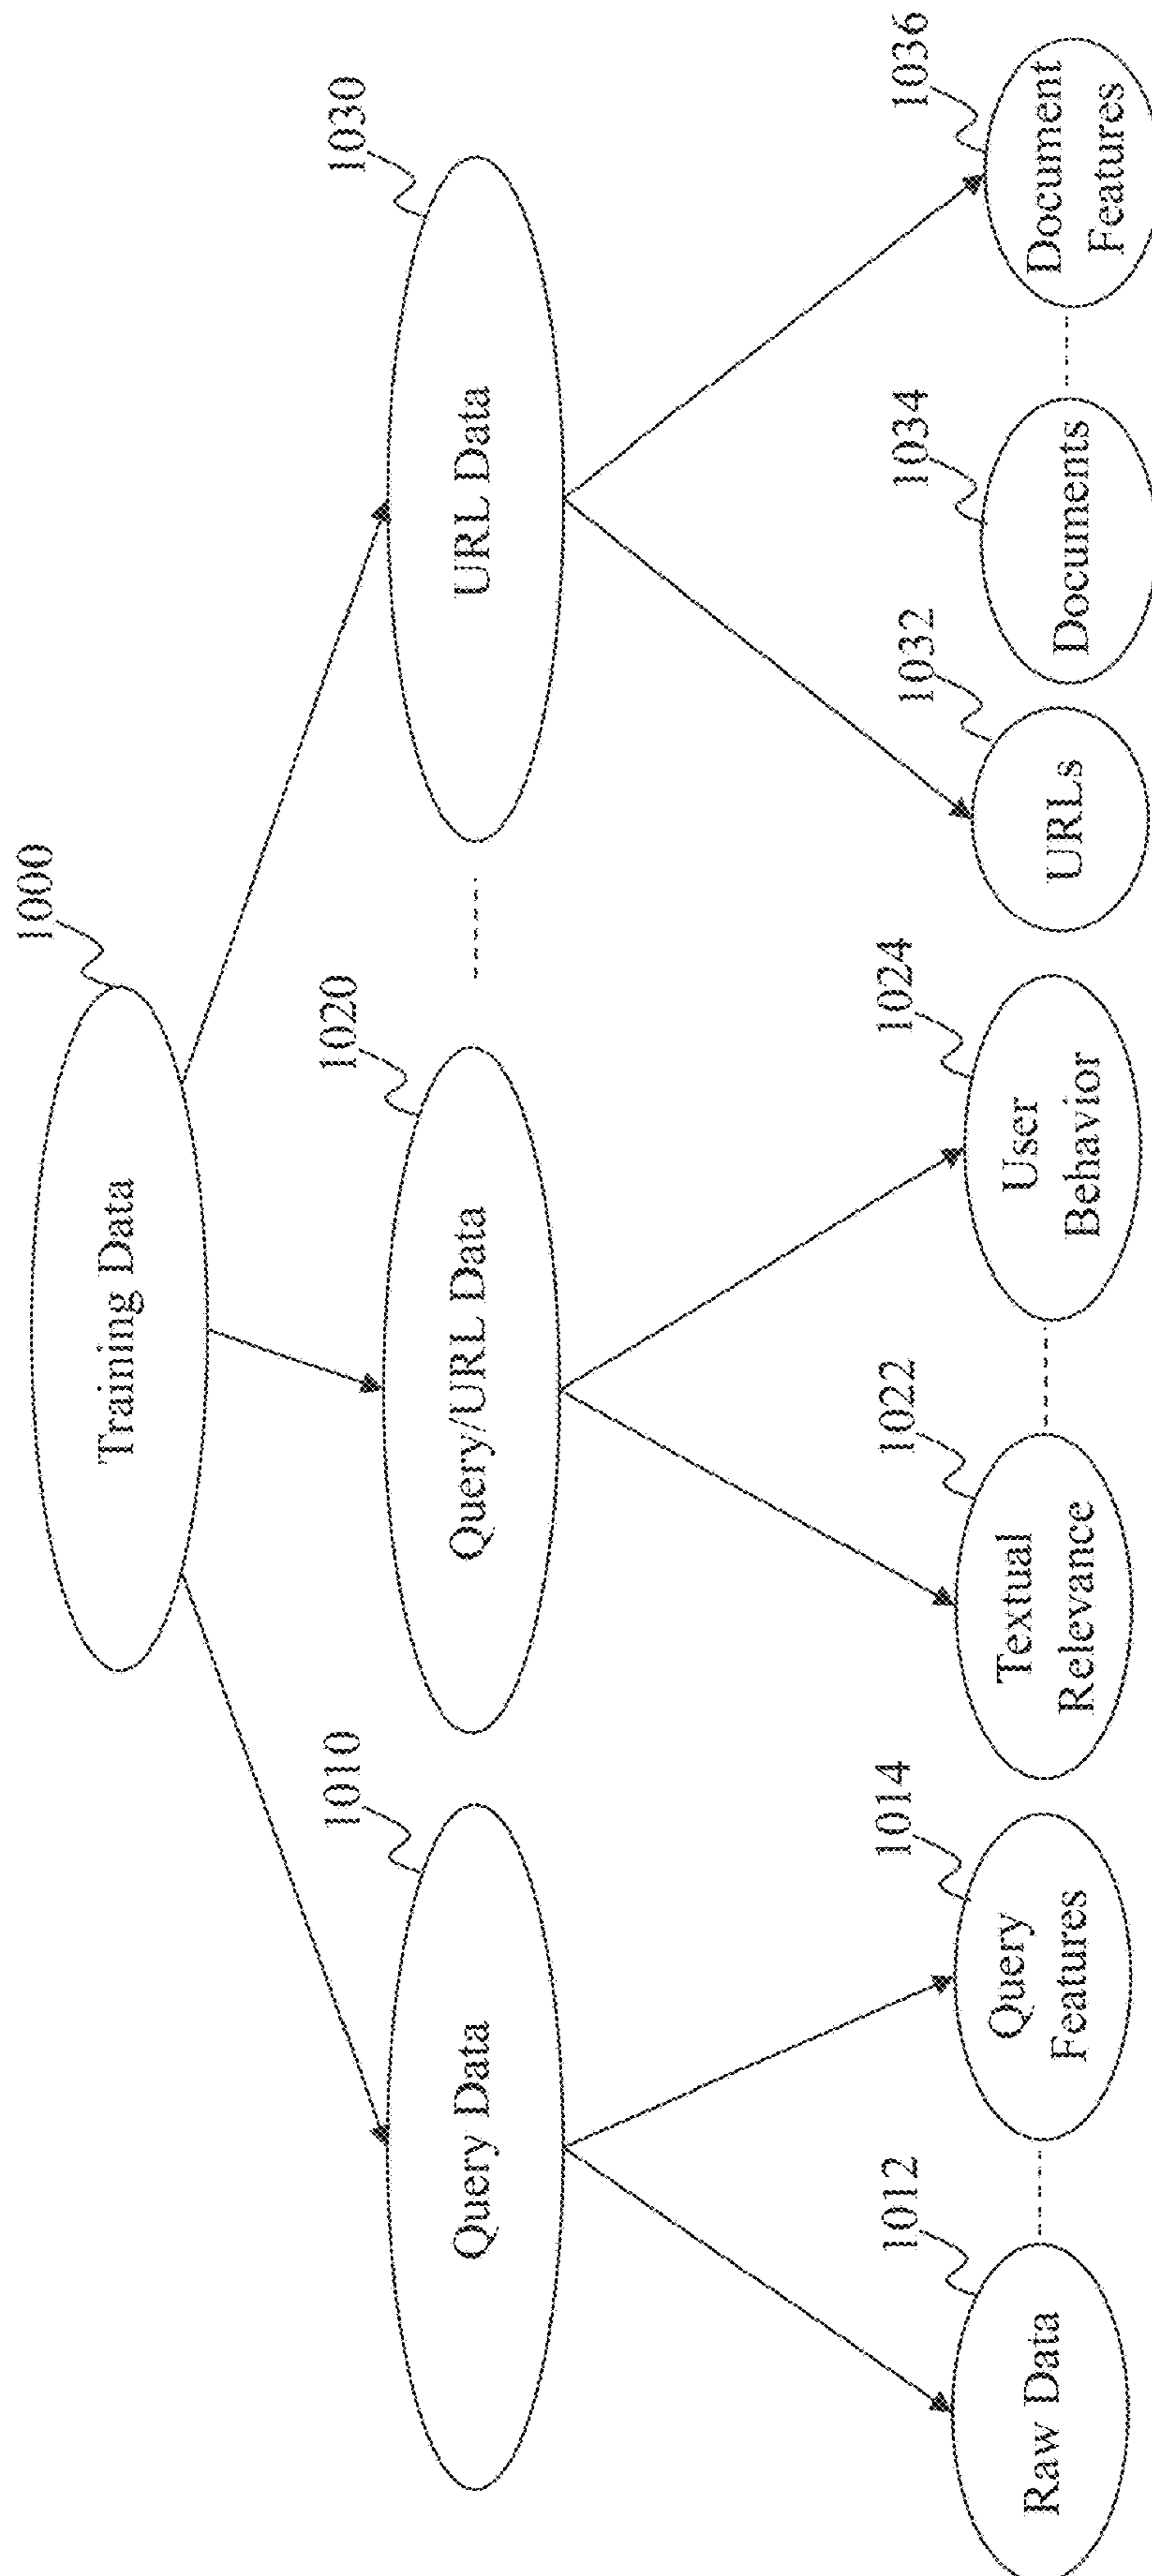 1000
Training Data
1010
Query Data
1020
Query/URL Data
1030
URL Data
1012
Raw Data
1014
Query
Features
1022
Textual
Relevance
1024
User
Behavior
1032
URLs
1034
Documents
1036
Document
Features